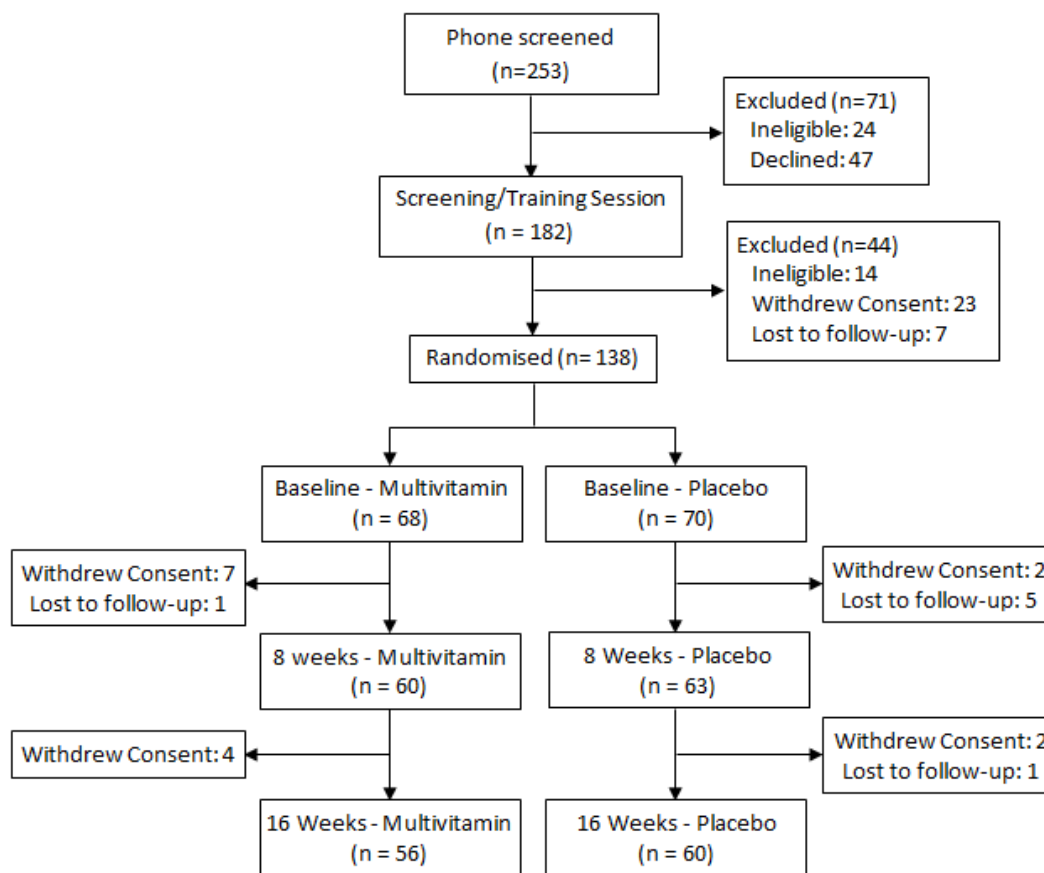 Phone screened
(n=253)
Excluded (n=71)
Ineligible: 24
Declined: 47
Screening/Training Session
(n = 182)
Excluded (n=44)
Ineligible: 14
Withdrew Consent: 23
Lost to follow-up: 7
Randomised (n= 138)
Baseline - Multivitamin
(n = 68)
Baseline - Placebo
(n = 70)
Withdrew Consent: 7
Lost to follow-up: 1
Withdrew Consent: 2
Lost to follow-up: 5
8 weeks - Multivitamin
(n = 60)
8 Weeks - Placebo
(n = 63)
Withdrew Consent: 4
Withdrew Consent: 2
Lost to follow-up: 1
16 Weeks - Multivitamin
(n = 56)
16 Weeks - Placebo
(n = 60)